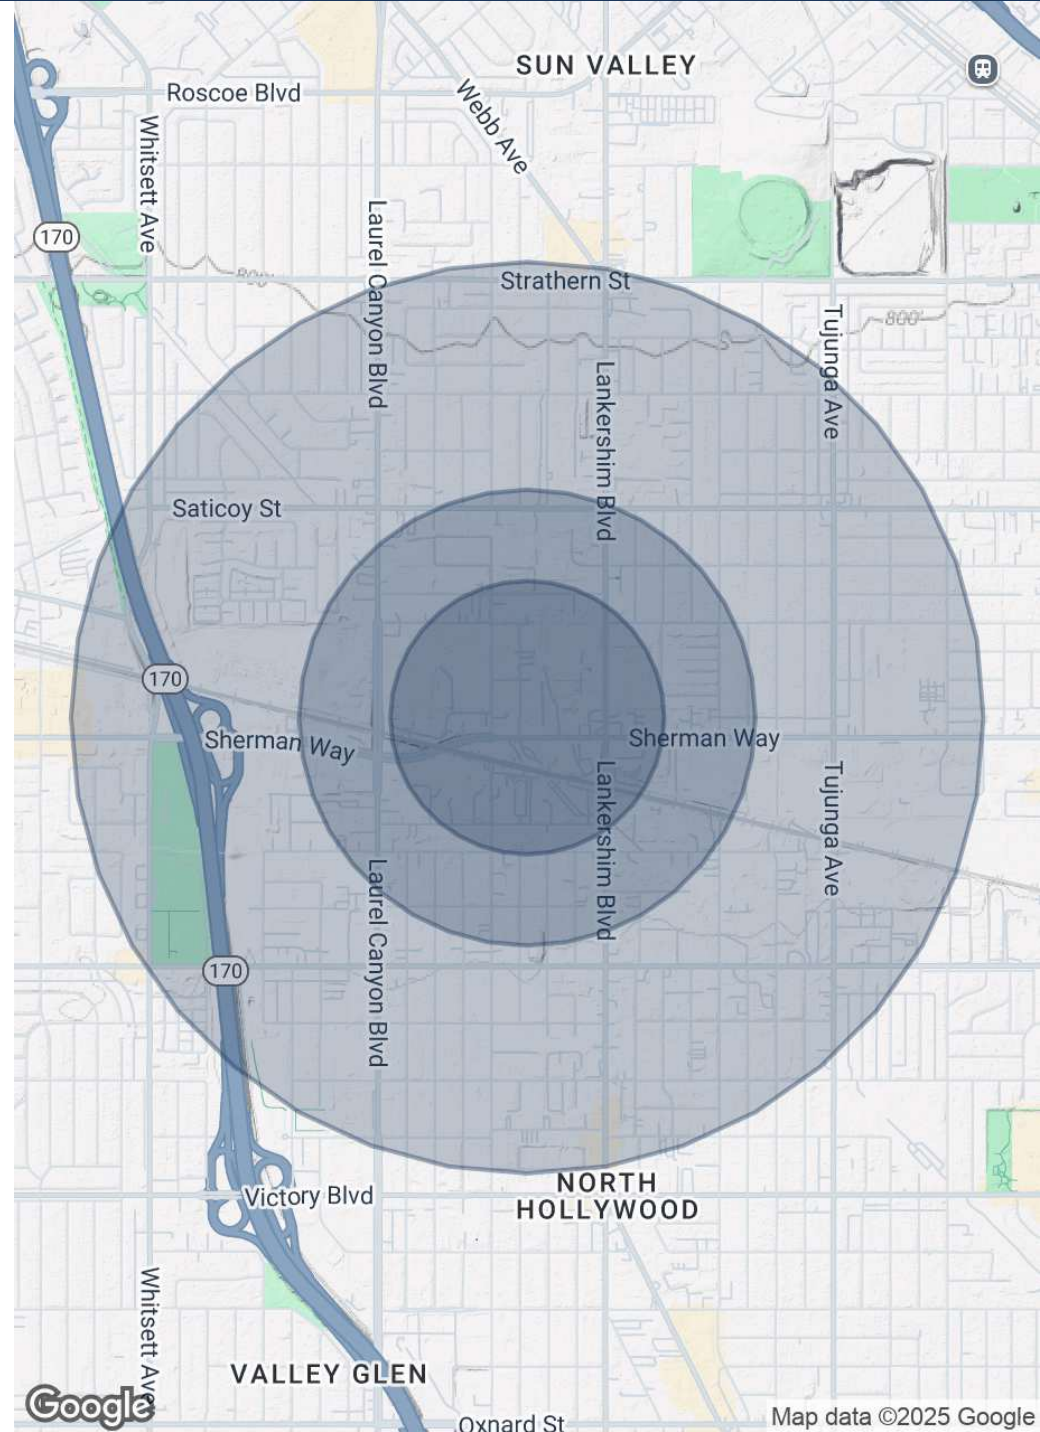 SUN VALLEY
Roscoe Blvd
Webb Ave
Whitsett Ave
Laurel Canyon Blvd
170
800'
Strathern St
800'
Tujunga Ave
Lankershim Blvd
Saticoy St
170
Sherman Way
Sherman Way
Lankershim Blvd
Tujunga Ave
Laurel Canyon Blvd
170
NORTH
HOLLYWOOD
Victory Blvd
Whitsett Ave
VALLEY GLEN
Google
Oxnard St
Map data ©2025 Google